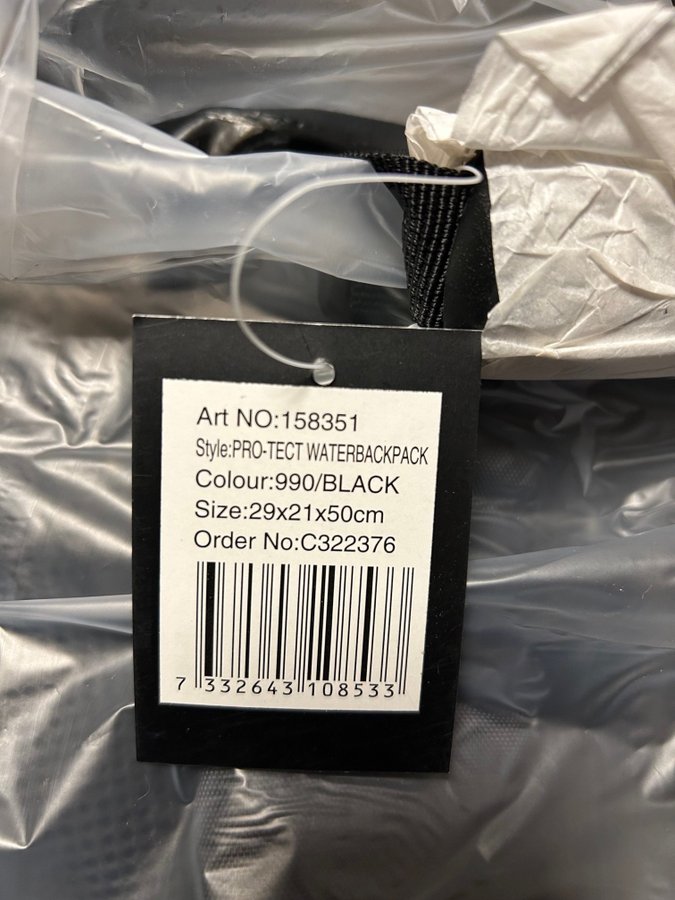 Art NO:158351
Style:PRO-TECT WATERBACKPACK
Colour:990/BLACK
Size:29x21x50cm
Order No:C322376
7 332643 108533